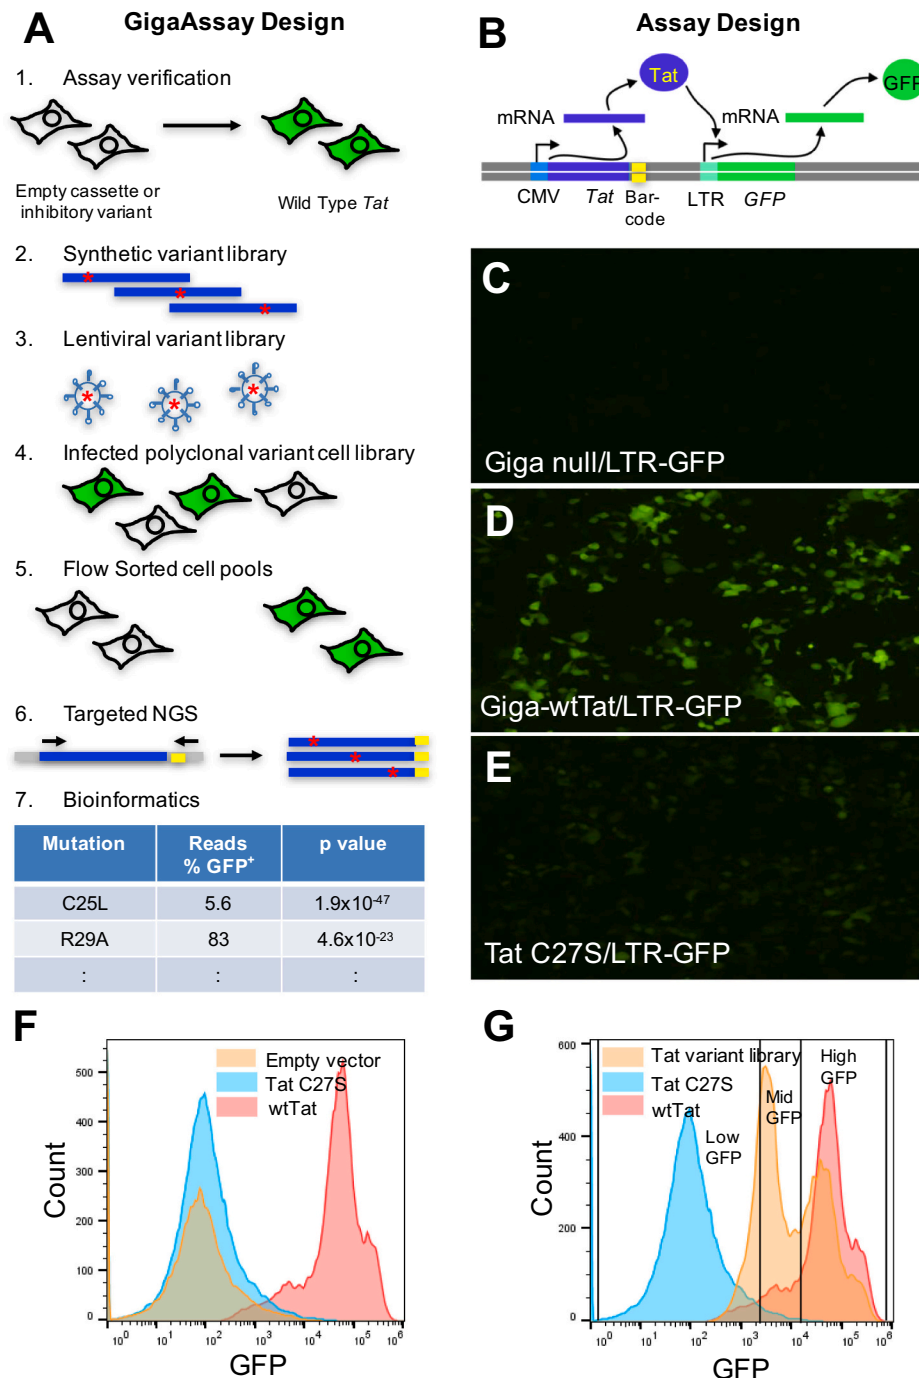 A
GigaAssay Design
1. Assay verification
Empty cassette or
inhibitory variant
Wild Type Tat
2. Synthetic variant library
*
*
*
3. Lentiviral variant library
* * *
4. Infected polyclonal variant cell library
5. Flow Sorted cell pools
6. Targeted NGS
*
*
*
7. Bioinformatics
Mutation Reads % GFP⁺ p value
C25L 5.6 1.9x10⁻⁴⁷
R29A 83 4.6x10⁻²³
: : :
B
Assay Design
Tat
GFP
mRNA
mRNA
CMV Tat Bar-
code
LTR GFP
C
Giga null/LTR-GFP
D
Giga-wtTat/LTR-GFP
E
Tat C27S/LTR-GFP
F
Empty vector
Tat C27S
wtTat
Count
500
400
300
200
100
0
10⁰ 10¹ 10² 10³ 10⁴ 10⁵ 10⁶
GFP
G
Tat variant library
Tat C27S
wtTat
Low
GFP
Mid
GFP
High
GFP
Count
600
400
200
0
10⁰ 10¹ 10² 10³ 10⁴ 10⁵ 10⁶
GFP